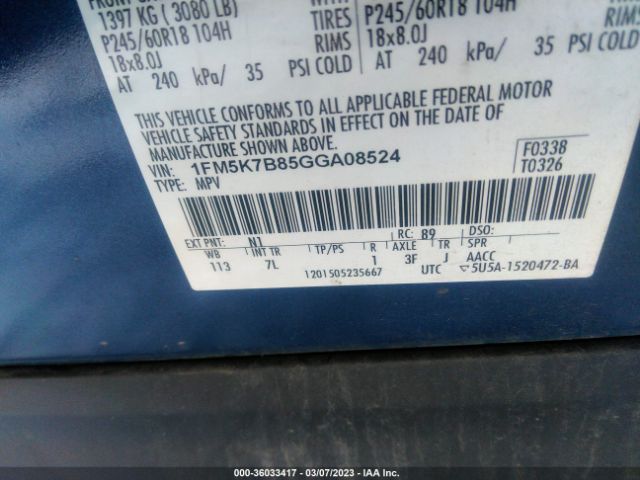 1397 KG ( 3080 LB) WITH
P245/60R18 104H TIRES P245/60R18 104H
18x8.0J RIMS 18x8.0J
AT 240 kPa/ 35 PSI COLD AT 240 kPa/ 35 PSI COLD
THIS VEHICLE CONFORMS TO ALL APPLICABLE FEDERAL MOTOR
VEHICLE SAFETY STANDARDS IN EFFECT ON THE DATE OF
MANUFACTURE SHOWN ABOVE.
VIN: 1FM5K7B85GGA08524 F0338
TYPE: MPV T0326
EXT PNT: N1 RC: 89 DSO:
WB INT TR TP/PS R AXLE TR SPR
113 7L 1 3F J AACC
1201505235667 UTC 5U5A-1520472-BA
000-36033417 — 03/07/2023 — IAA Inc.